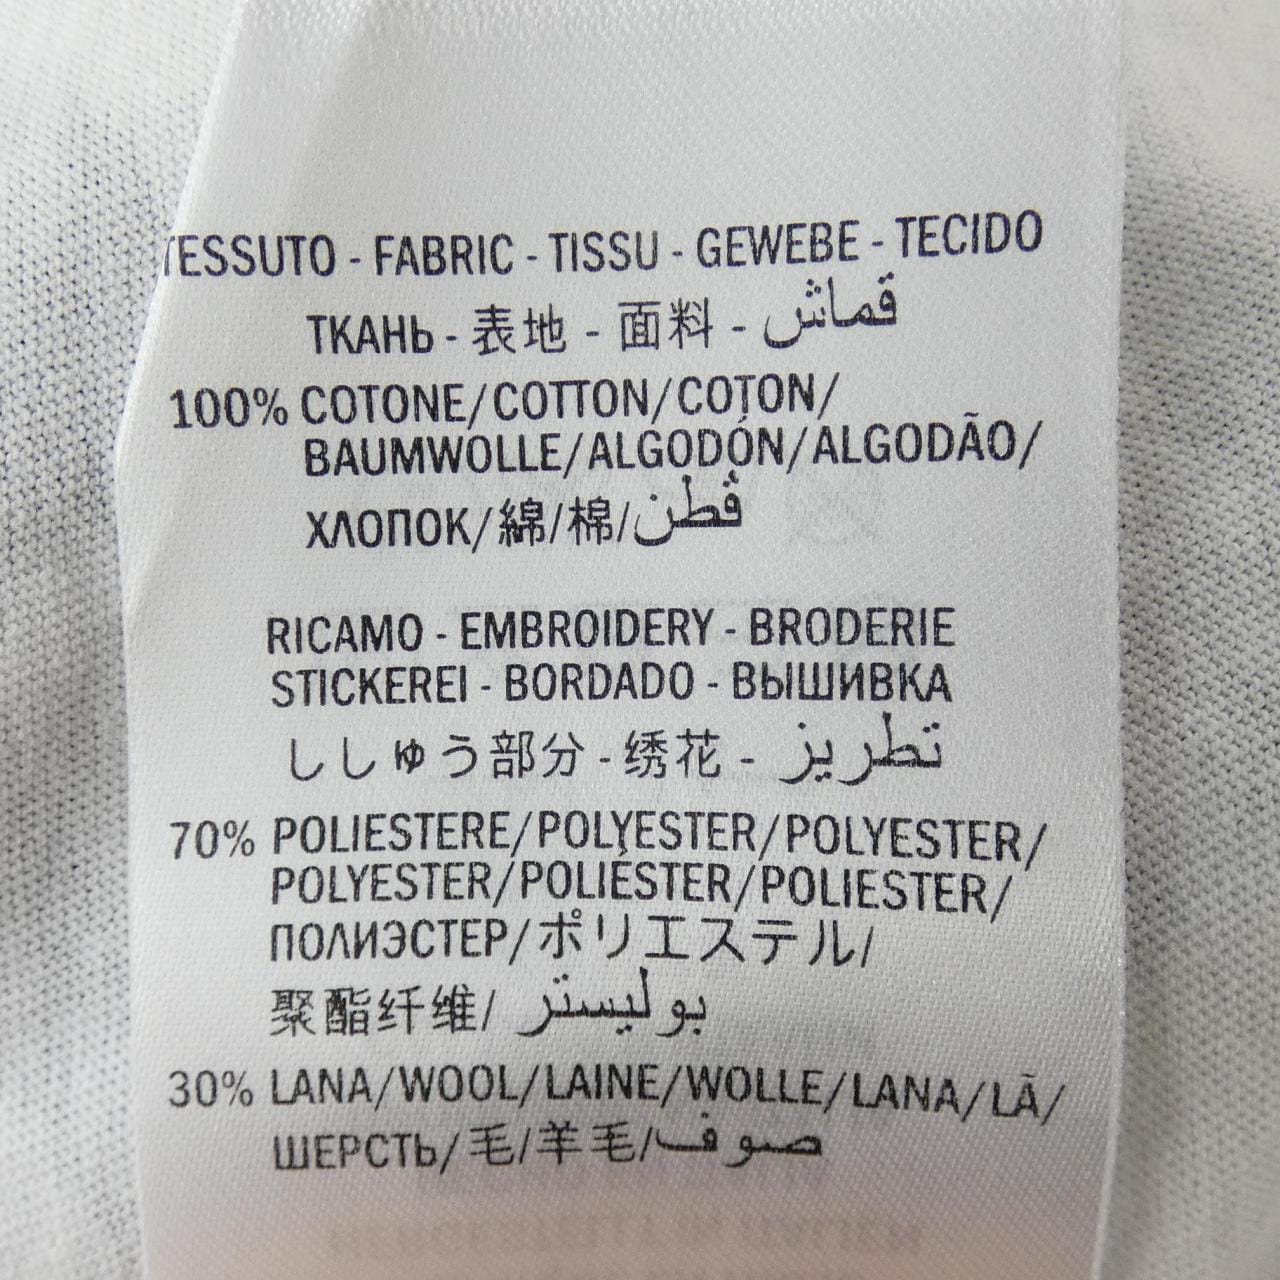 TESSUTO - FABRIC - TISSU - GEWEBE - TECIDO
ТКАНЬ - 表地 - 面料 - قماش
100% COTONE/COTTON/COTON/
BAUMWOLLE/ALGODÓN/ALGODÃO/
ХЛОПОК/綿/棉/قطن
RICAMO - EMBROIDERY - BRODERIE
STICKEREI - BORDADO - ВЫШИВКА
ししゅう部分 - 绣花 - تطريز
70% POLIESTERE/POLYESTER/POLYESTER/
POLYESTER/POLIÉSTER/POLIESTER/
ПОЛИЭСТЕР/ポリエステル/
聚酯纤维/ بوليستر
30% LANA/WOOL/LAINE/WOLLE/LANA/LÃ/
ШЕРСТЬ/毛/羊毛/صوف